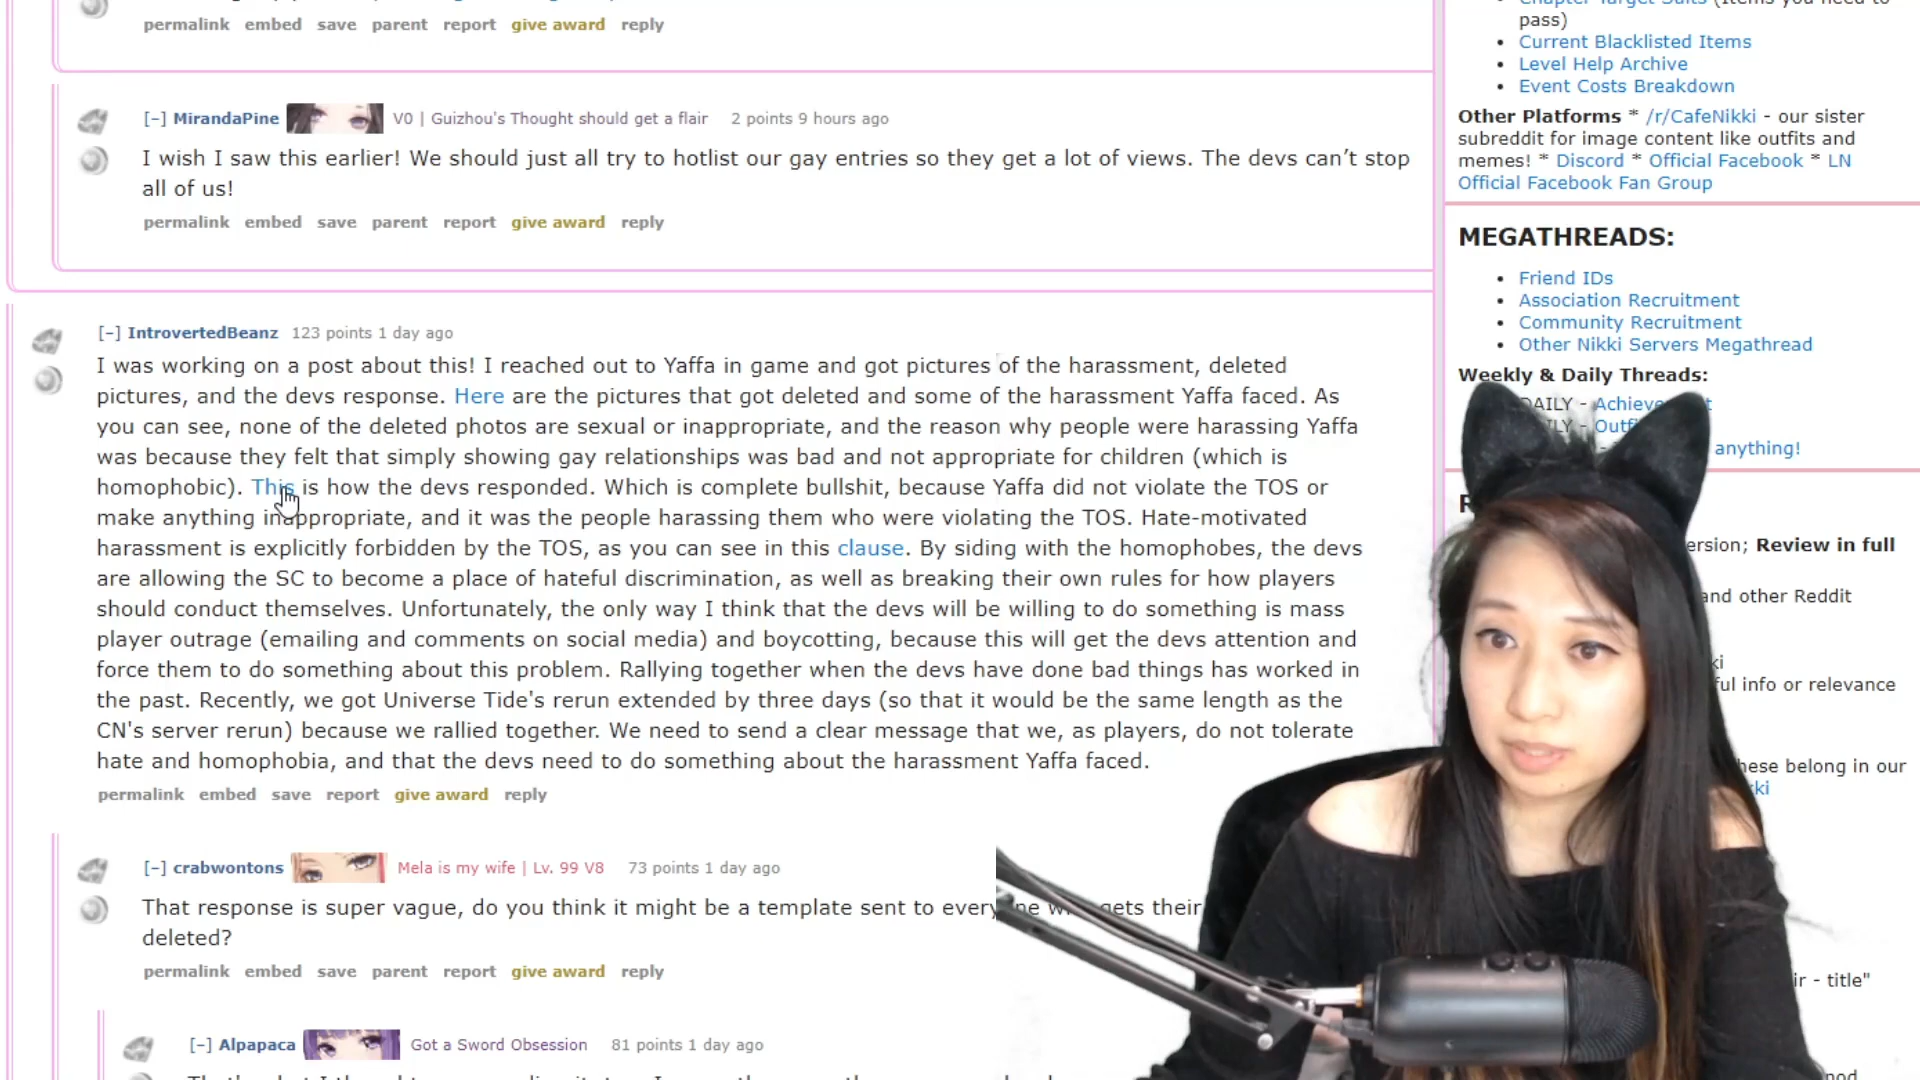 permalink embed save parent report give award reply
[–] MirandaPine V0 | Guizhou's Thought should get a flair 2 points 9 hours ago
I wish I saw this earlier! We should just all try to hotlist our gay entries so they get a lot of views. The devs can’t stop
all of us!
permalink embed save parent report give award reply
[–] IntrovertedBeanz 123 points 1 day ago
I was working on a post about this! I reached out to Yaffa in game and got pictures of the harassment, deleted
pictures, and the devs response. Here are the pictures that got deleted and some of the harassment Yaffa faced. As
you can see, none of the deleted photos are sexual or inappropriate, and the reason why people were harassing Yaffa
was because they felt that simply showing gay relationships was bad and not appropriate for children (which is
homophobic). This is how the devs responded. Which is complete bullshit, because Yaffa did not violate the TOS or
make anything inappropriate, and it was the people harassing them who were violating the TOS. Hate-motivated
harassment is explicitly forbidden by the TOS, as you can see in this clause. By siding with the homophobes, the devs
are allowing the SC to become a place of hateful discrimination, as well as breaking their own rules for how players
should conduct themselves. Unfortunately, the only way I think that the devs will be willing to do something is mass
player outrage (emailing and comments on social media) and boycotting, because this will get the devs attention and
force them to do something about this problem. Rallying together when the devs have done bad things has worked in
the past. Recently, we got Universe Tide's rerun extended by three days (so that it would be the same length as the
CN's server rerun) because we rallied together. We need to send a clear message that we, as players, do not tolerate
hate and homophobia, and that the devs need to do something about the harassment Yaffa faced.
permalink embed save report give award reply
[–] crabwontons Mela is my wife | Lv. 99 V8 73 points 1 day ago
That response is super vague, do you think it might be a template sent to gets their
deleted?
permalink embed save parent report give award reply
[–] Alpapaca Got a Sword Obsession 81 points 1 day ago
Chapter Target Suits (Items you need to
pass)
Current Blacklisted Items
Level Help Archive
Event Costs Breakdown
Other Platforms * /r/CafeNikki - our sister
subreddit for image content like outfits and
memes! * Discord * Official Facebook * LN
Official Facebook Fan Group
MEGATHREADS:
Friend IDs
Association Recruitment
Community Recruitment
Other Nikki Servers Megathread
Weekly & Daily Threads:
DAILY -
anything!
Review in full
and other Reddit
info or relevance
belong in our
- title"